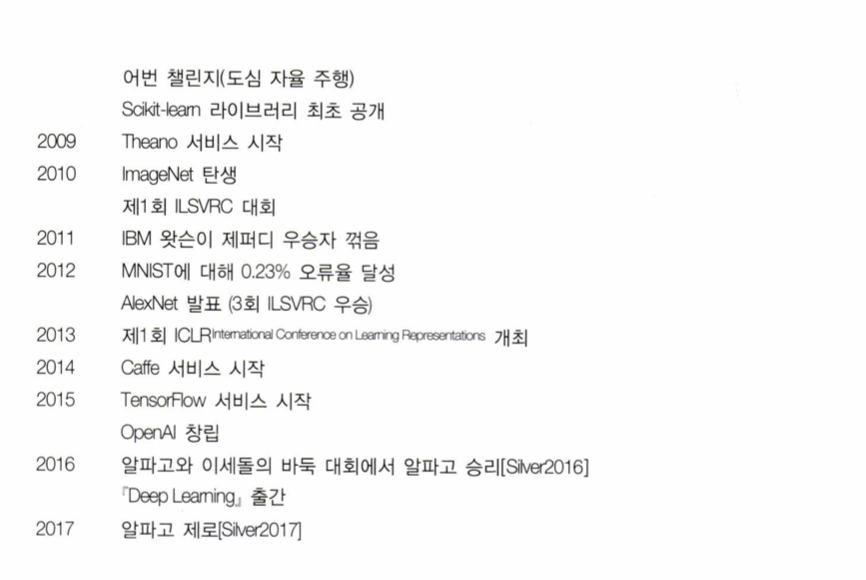 어번 챌린지(도심 자율 주행)
Scikit-learn 라이브러리 최초 공개
2009 Theano 서비스 시작
2010 ImageNet 탄생
제1회 ILSVRC 대회
2011 IBM 왓슨이 제퍼디 우승자 꺾음
2012 MNIST에 대해 0.23% 오류율 달성
AlexNet 발표 (3회 ILSVRC 우승)
2013 제1회 ICLR International Conference on Learning Representations 개최
2014 Caffe 서비스 시작
2015 TensorFlow 서비스 시작
OpenAI 창립
2016 알파고와 이세돌의 바둑 대회에서 알파고 승리[Silver2016]
『Deep Learning』 출간
2017 알파고 제로[Silver2017]